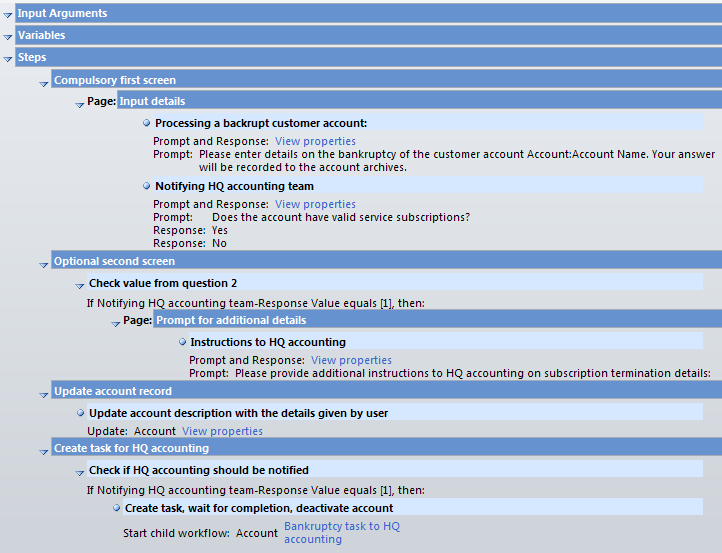 Input Arguments
Variables
Steps
Compulsory first screen
Page: Input details
Processing a backrupt customer account:
Prompt and Response: View properties
Prompt: Please enter details on the bankruptcy of the customer account Account:Account Name. Your answer
will be recorded to the account archives.
Notifying HQ accounting team
Prompt and Response: View properties
Prompt: Does the account have valid service subscriptions?
Response: Yes
Response: No
Optional second screen
Check value from question 2
If Notifying HQ accounting team-Response Value equals [1], then:
Page: Prompt for additional details
Instructions to HQ accounting
Prompt and Response: View properties
Prompt: Please provide additional instructions to HQ accounting on subscription termination details:
Update account record
Update account description with the details given by user
Update: Account View properties
Create task for HQ accounting
Check if HQ accounting should be notified
If Notifying HQ accounting team-Response Value equals [1], then:
Create task, wait for completion, deactivate account
Start child workflow: Account Bankruptcy task to HQ
accounting